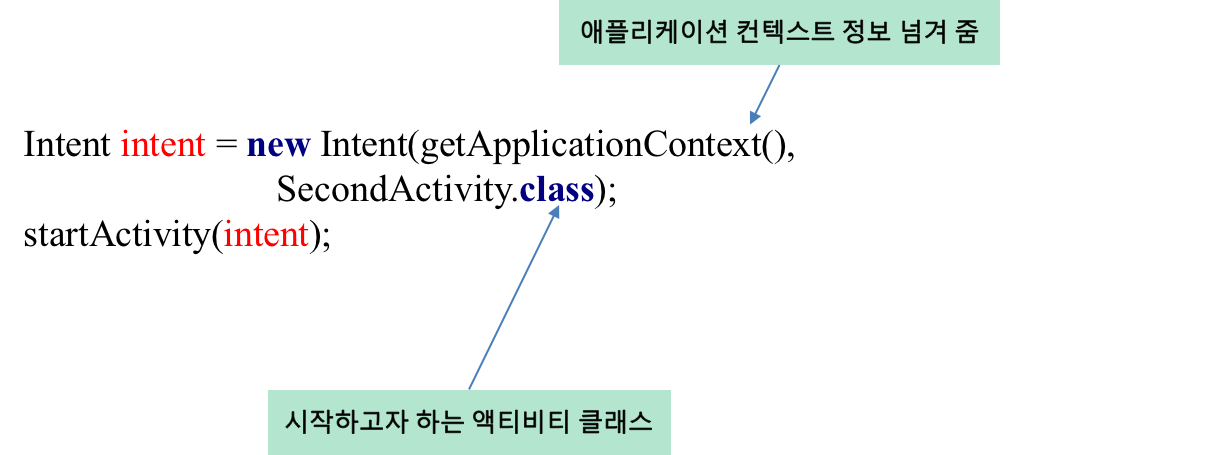 애플리케이션 컨텍스트 정보 넘겨 줌
Intent intent = new Intent(getApplicationContext(),
SecondActivity.class);
startActivity(intent);
시작하고자 하는 액티비티 클래스